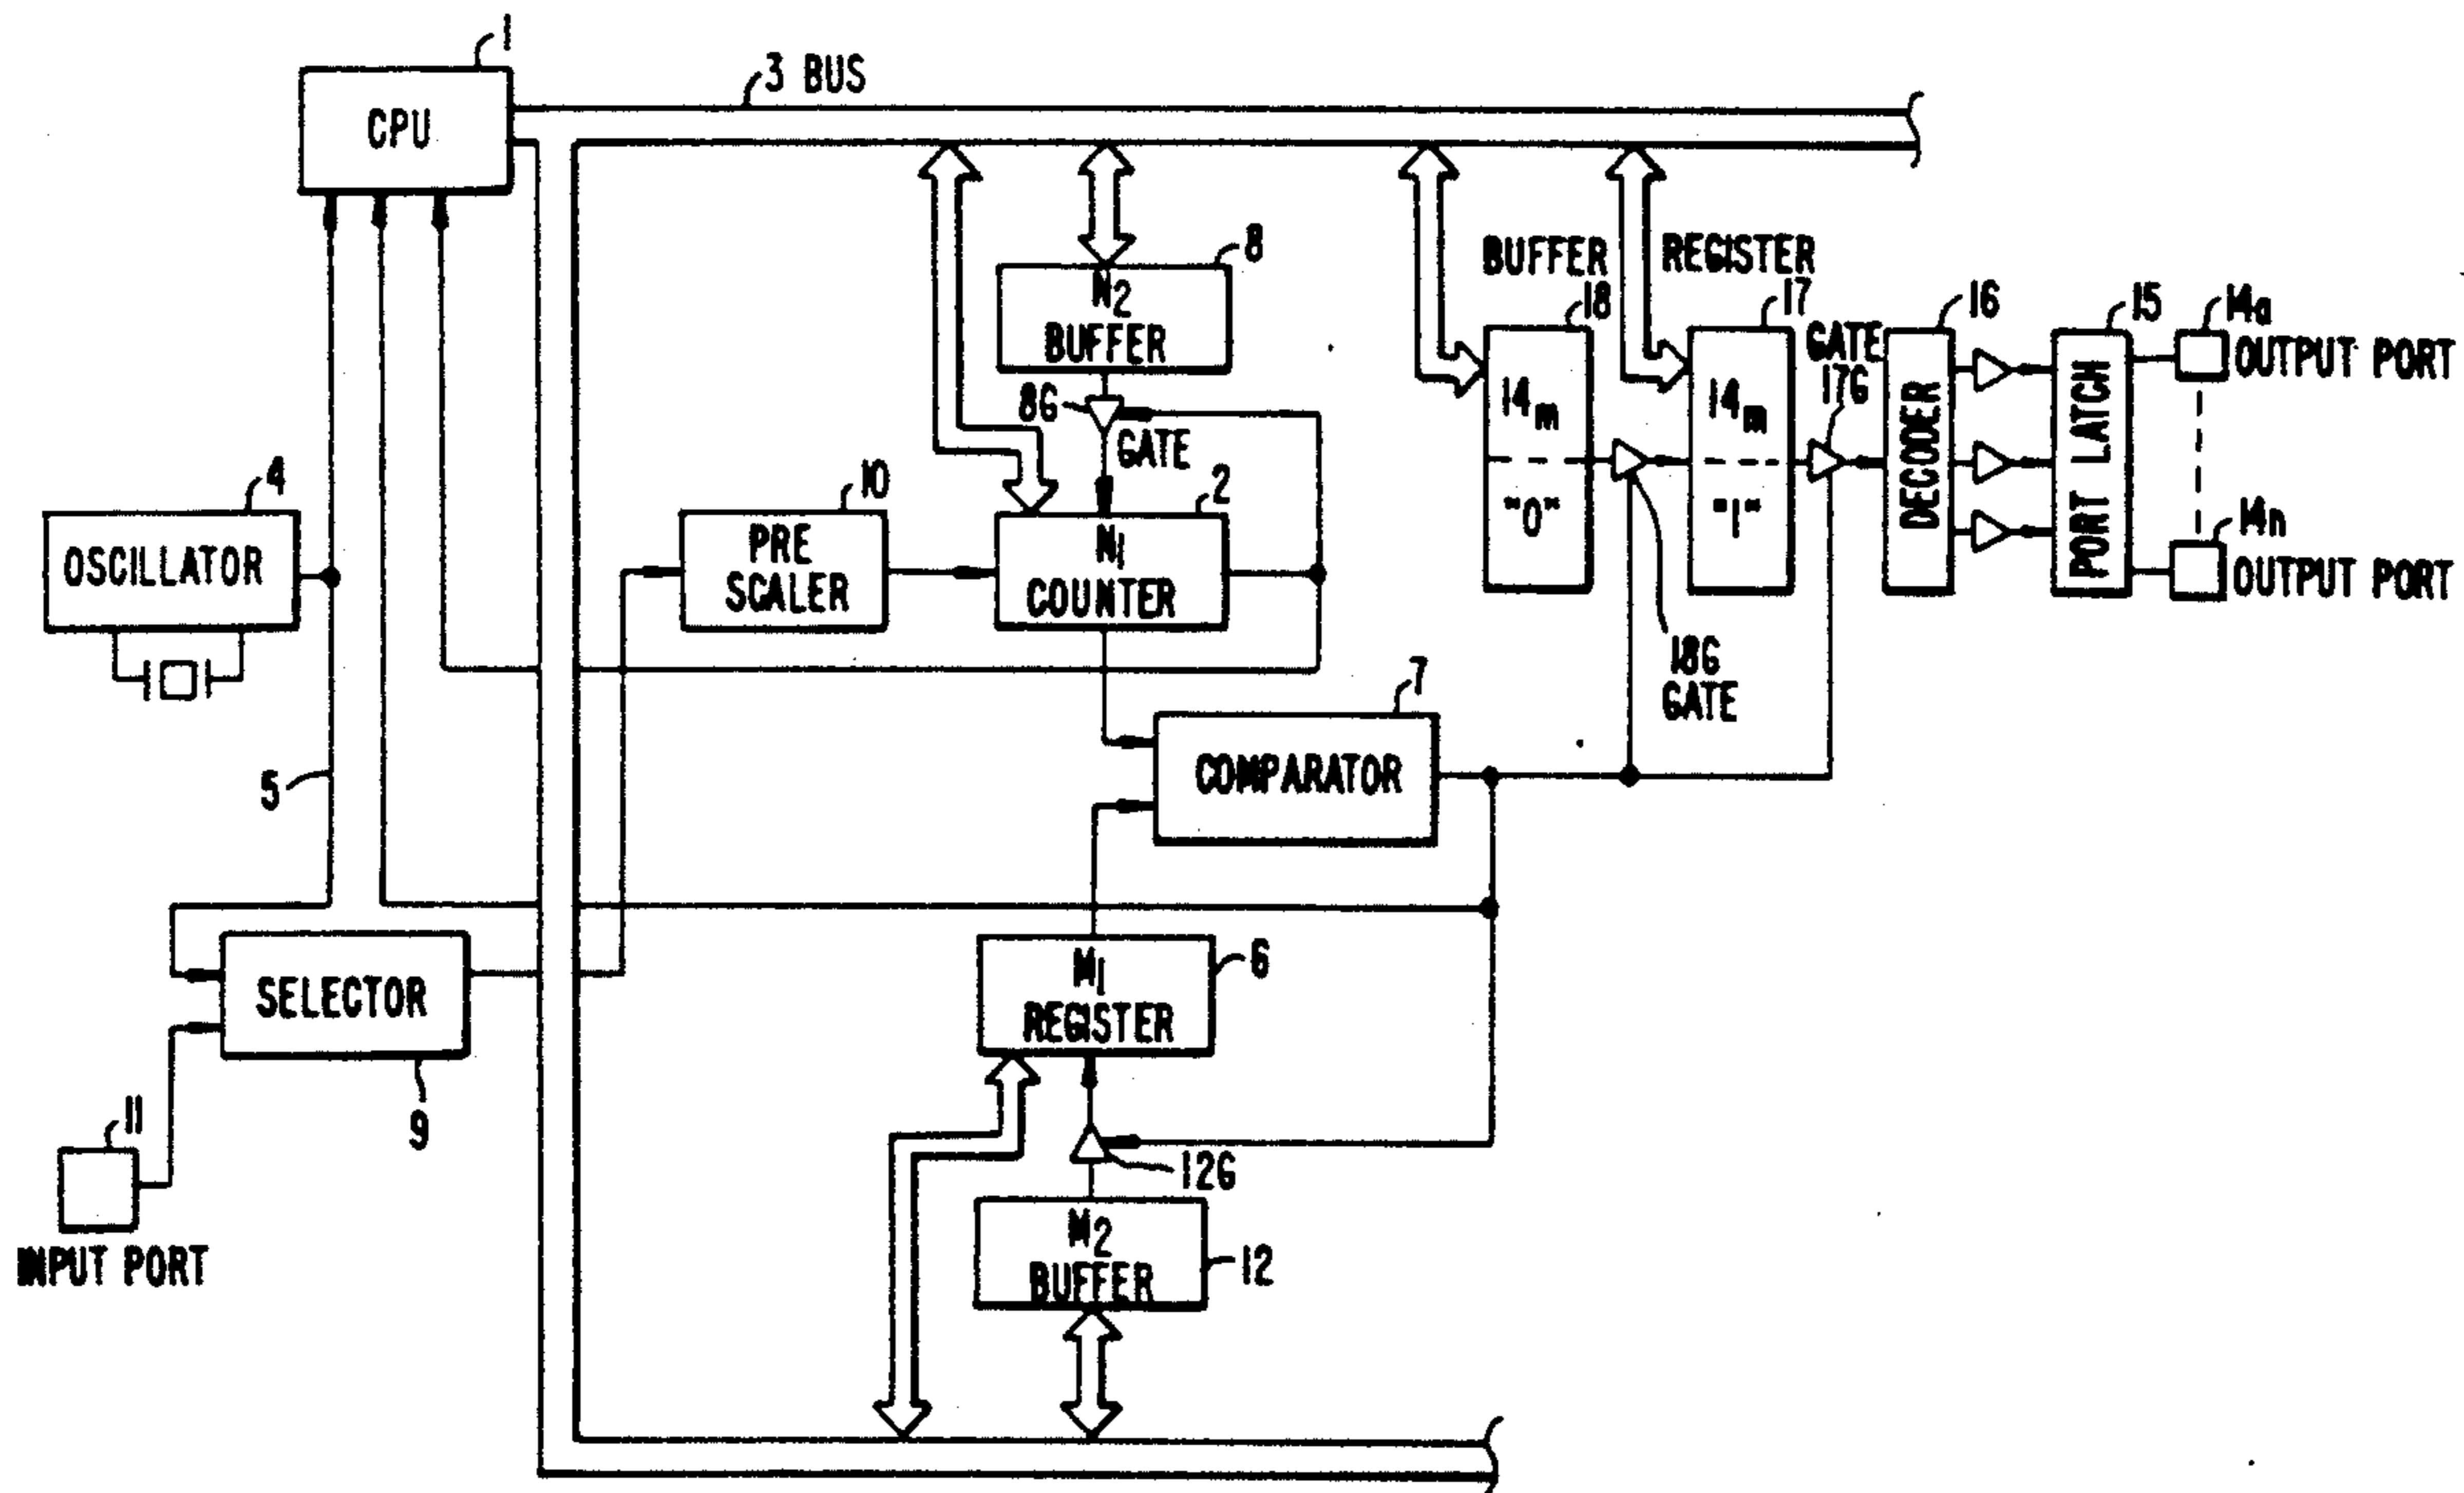 1
CPU
3 BUS
8
N2
BUFFER
8G
GATE
BUFFER
18
14m
"0"
REGISTER
17
14m
"1"
GATE
17G
16
DECODER
15
PORT LATCH
14a
OUTPUT PORT
14n
OUTPUT PORT
18G
GATE
4
OSCILLATOR
10
PRE
SCALER
2
N1
COUNTER
7
COMPARATOR
5
SELECTOR
9
M1
REGISTER
6
11
INPUT PORT
12G
M2
BUFFER
12